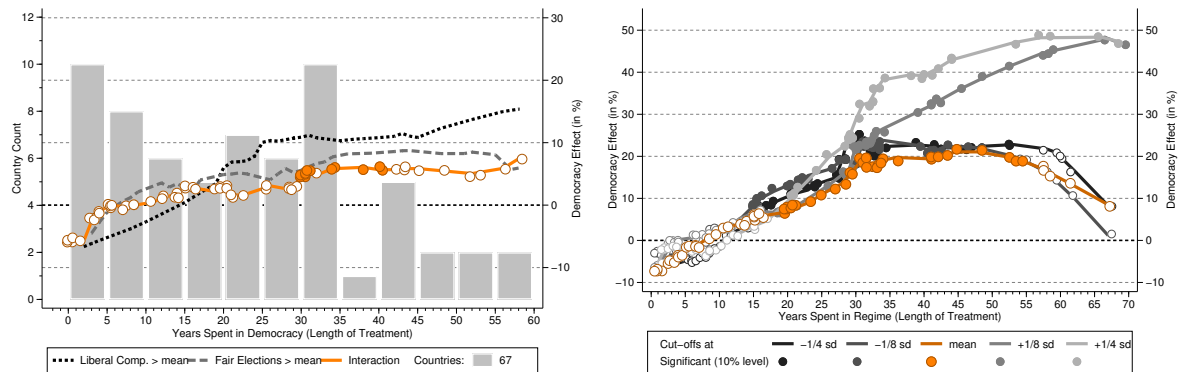 12
10
8
6
4
2
0
Country Count
30
20
10
0
−10
Democracy Effect (in %)
0 5 10 15 20 25 30 35 40 45 50 55 60
Years Spent in Democracy (Length of Treatment)
Liberal Comp. > mean Fair Elections > mean Interaction Countries: 67
50
40
30
20
10
0
−10
Democracy Effect (in %)
50
40
30
20
10
0
−10
Democracy Effect (in %)
0 5 10 15 20 25 30 35 40 45 50 55 60 65 70
Years Spent in Regime (Length of Treatment)
Cut−offs at −1/4 sd −1/8 sd mean +1/8 sd +1/4 sd
Significant (10% level)